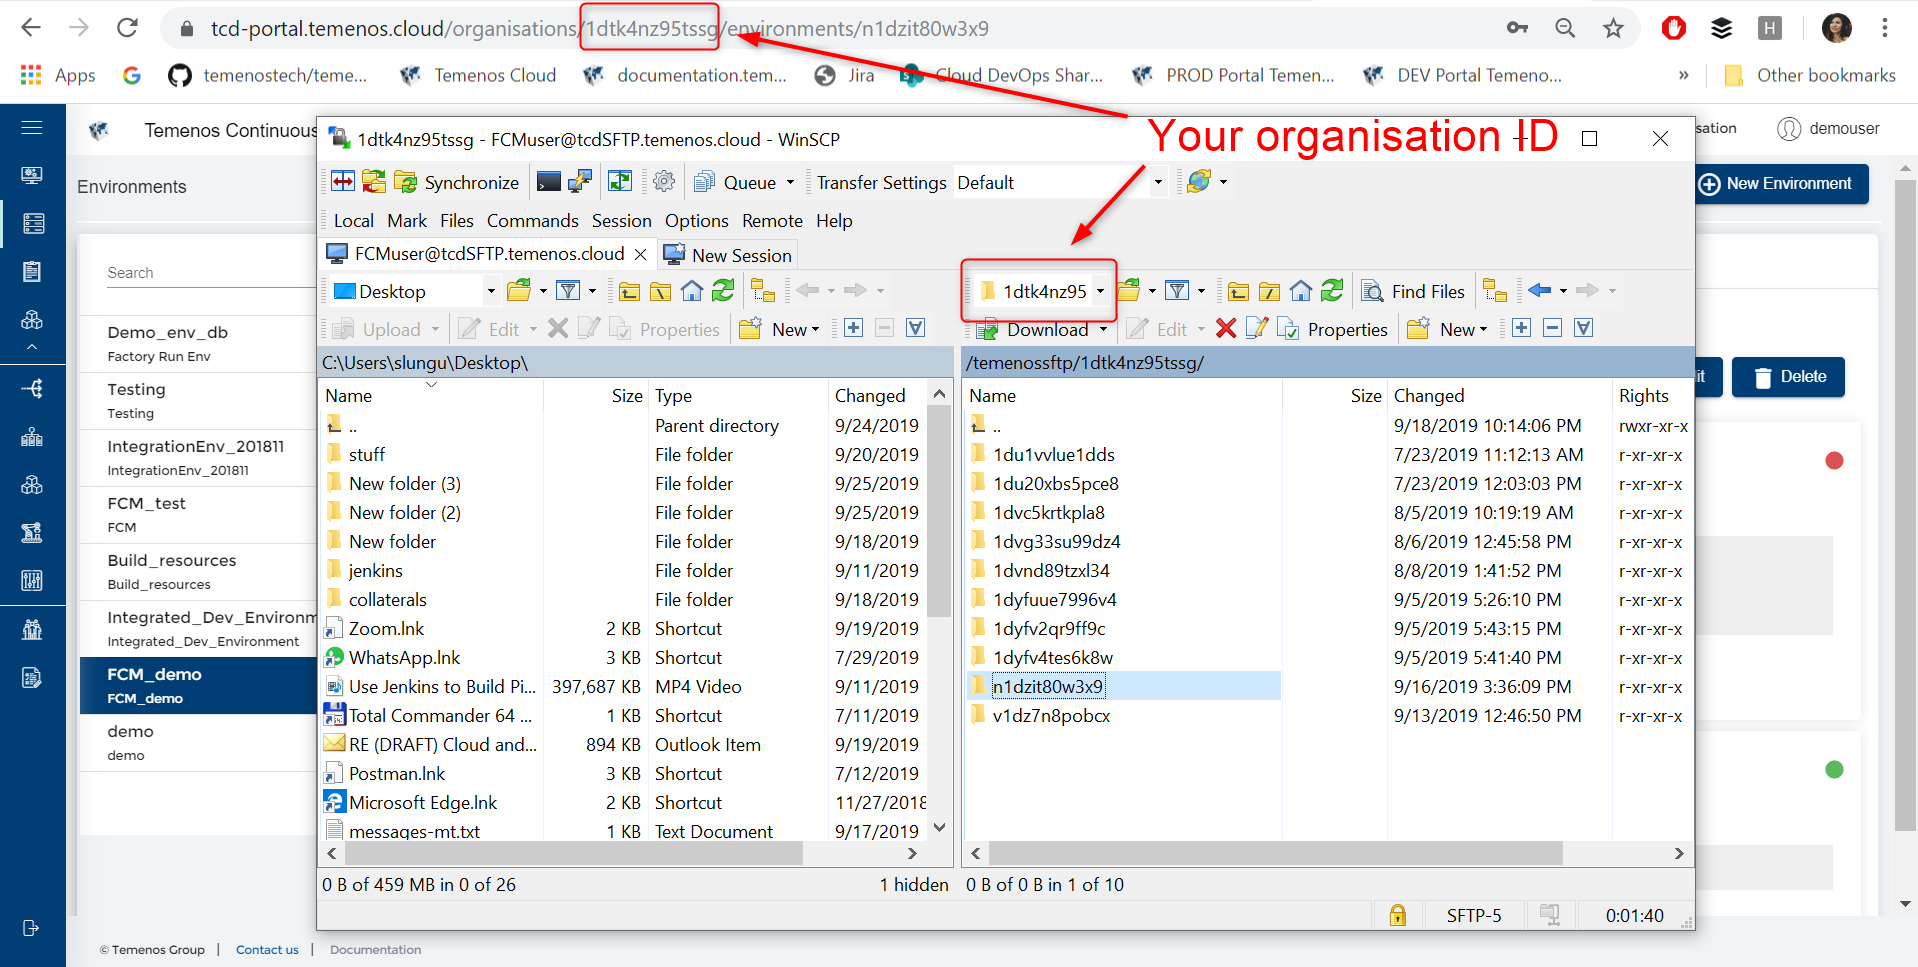 tcd-portal.temenos.cloud/organisations/1dtk4nz95tssg/environments/n1dzit80w3x9
H
Apps
G
temenostech/teme...
Temenos Cloud
documentation.tem...
Jira
Cloud DevOps Shar...
PROD Portal Temen...
DEV Portal Temeno...
»
Other bookmarks
Temenos Continuous
1dtk4nz95tssg - FCMuser@tcdSFTP.temenos.cloud - WinSCP
Your organisation ID
sation
demouser
Environments
Synchronize
Queue
Transfer Settings
Default
New Environment
Local Mark Files Commands Session Options Remote Help
FCMuser@tcdSFTP.temenos.cloud
New Session
Search
Desktop
1dtk4nz95
Find Files
Upload
Edit
Properties
New
Download
Edit
Properties
New
C:\Users\slungu\Desktop\
/temenossftp/1dtk4nz95tssg/
it
Delete
Name Size Type Changed
.. Parent directory 9/24/2019
stuff File folder 9/20/2019
New folder (3) File folder 9/25/2019
New folder (2) File folder 9/25/2019
New folder File folder 9/18/2019
jenkins File folder 9/11/2019
collaterals File folder 9/18/2019
Zoom.lnk 2 KB Shortcut 9/19/2019
WhatsApp.lnk 3 KB Shortcut 7/29/2019
Use Jenkins to Build Pi... 397,687 KB MP4 Video 9/11/2019
Total Commander 64 ... 1 KB Shortcut 7/11/2019
RE (DRAFT) Cloud and... 894 KB Outlook Item 9/19/2019
Postman.lnk 3 KB Shortcut 7/12/2019
Microsoft Edge.lnk 2 KB Shortcut 11/27/2018
messages-mt.txt 1 KB Text Document 9/17/2019
Name Size Changed Rights
.. 9/18/2019 10:14:06 PM rwxr-xr-x
1du1vvlue1dds 7/23/2019 11:12:13 AM r-xr-xr-x
1du20xbs5pce8 7/23/2019 12:03:03 PM r-xr-xr-x
1dvc5krtkpla8 8/5/2019 10:19:19 AM r-xr-xr-x
1dvg33su99dz4 8/6/2019 12:45:58 PM r-xr-xr-x
1dvnd89tzxl34 8/8/2019 1:41:52 PM r-xr-xr-x
1dyfuue7996v4 9/5/2019 5:26:10 PM r-xr-xr-x
1dyfv2qr9ff9c 9/5/2019 5:43:15 PM r-xr-xr-x
1dyfv4tes6k8w 9/5/2019 5:41:40 PM r-xr-xr-x
n1dzit80w3x9 9/16/2019 3:36:09 PM r-xr-xr-x
v1dz7n8pobcx 9/13/2019 12:46:50 PM r-xr-xr-x
Demo_env_db
Factory Run Env
Testing
Testing
IntegrationEnv_201811
IntegrationEnv_201811
FCM_test
FCM
Build_resources
Build_resources
Integrated_Dev_Environm
Integrated_Dev_Environment
FCM_demo
FCM_demo
demo
demo
0 B of 459 MB in 0 of 26
1 hidden
0 B of 0 B in 1 of 10
SFTP-5
0:01:40
© Temenos Group | Contact us | Documentation